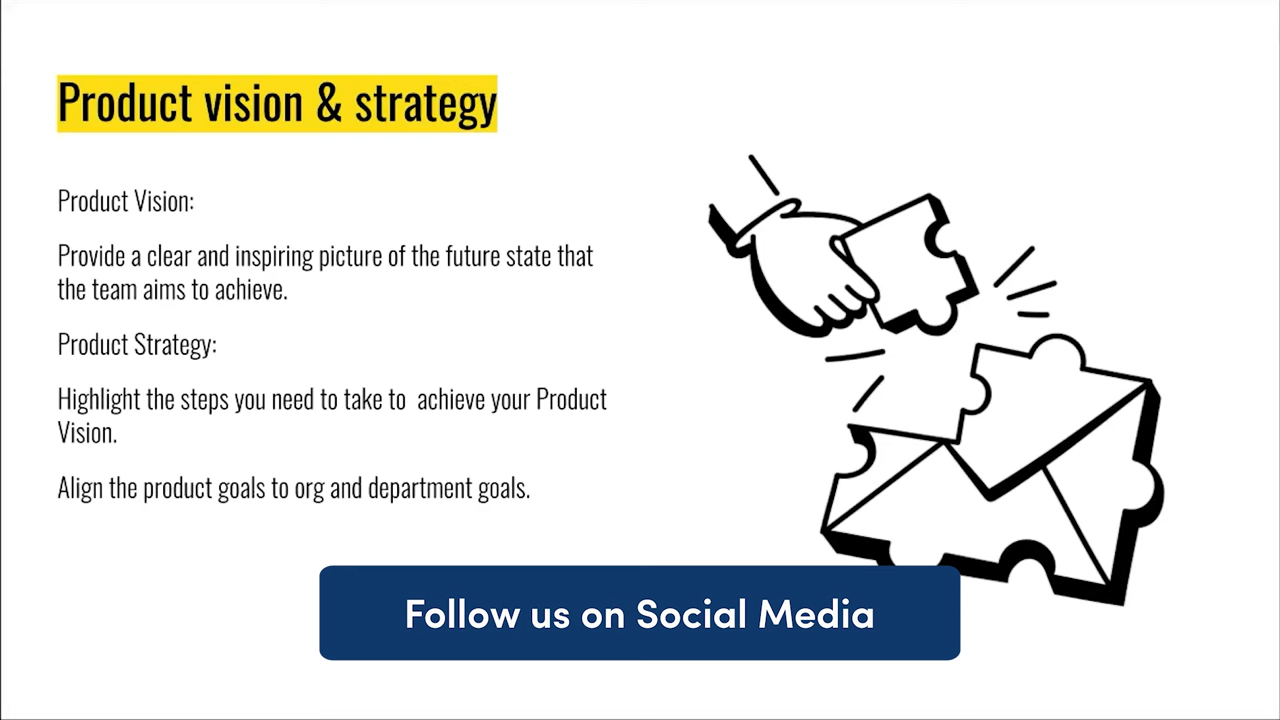 Product vision & strategy
Product Vision:
Provide a clear and inspiring picture of the future state that
the team aims to achieve.
Product Strategy:
Highlight the steps you need to take to  achieve your Product
Vision.
Align the product goals to org and department goals.
Follow us on Social Media